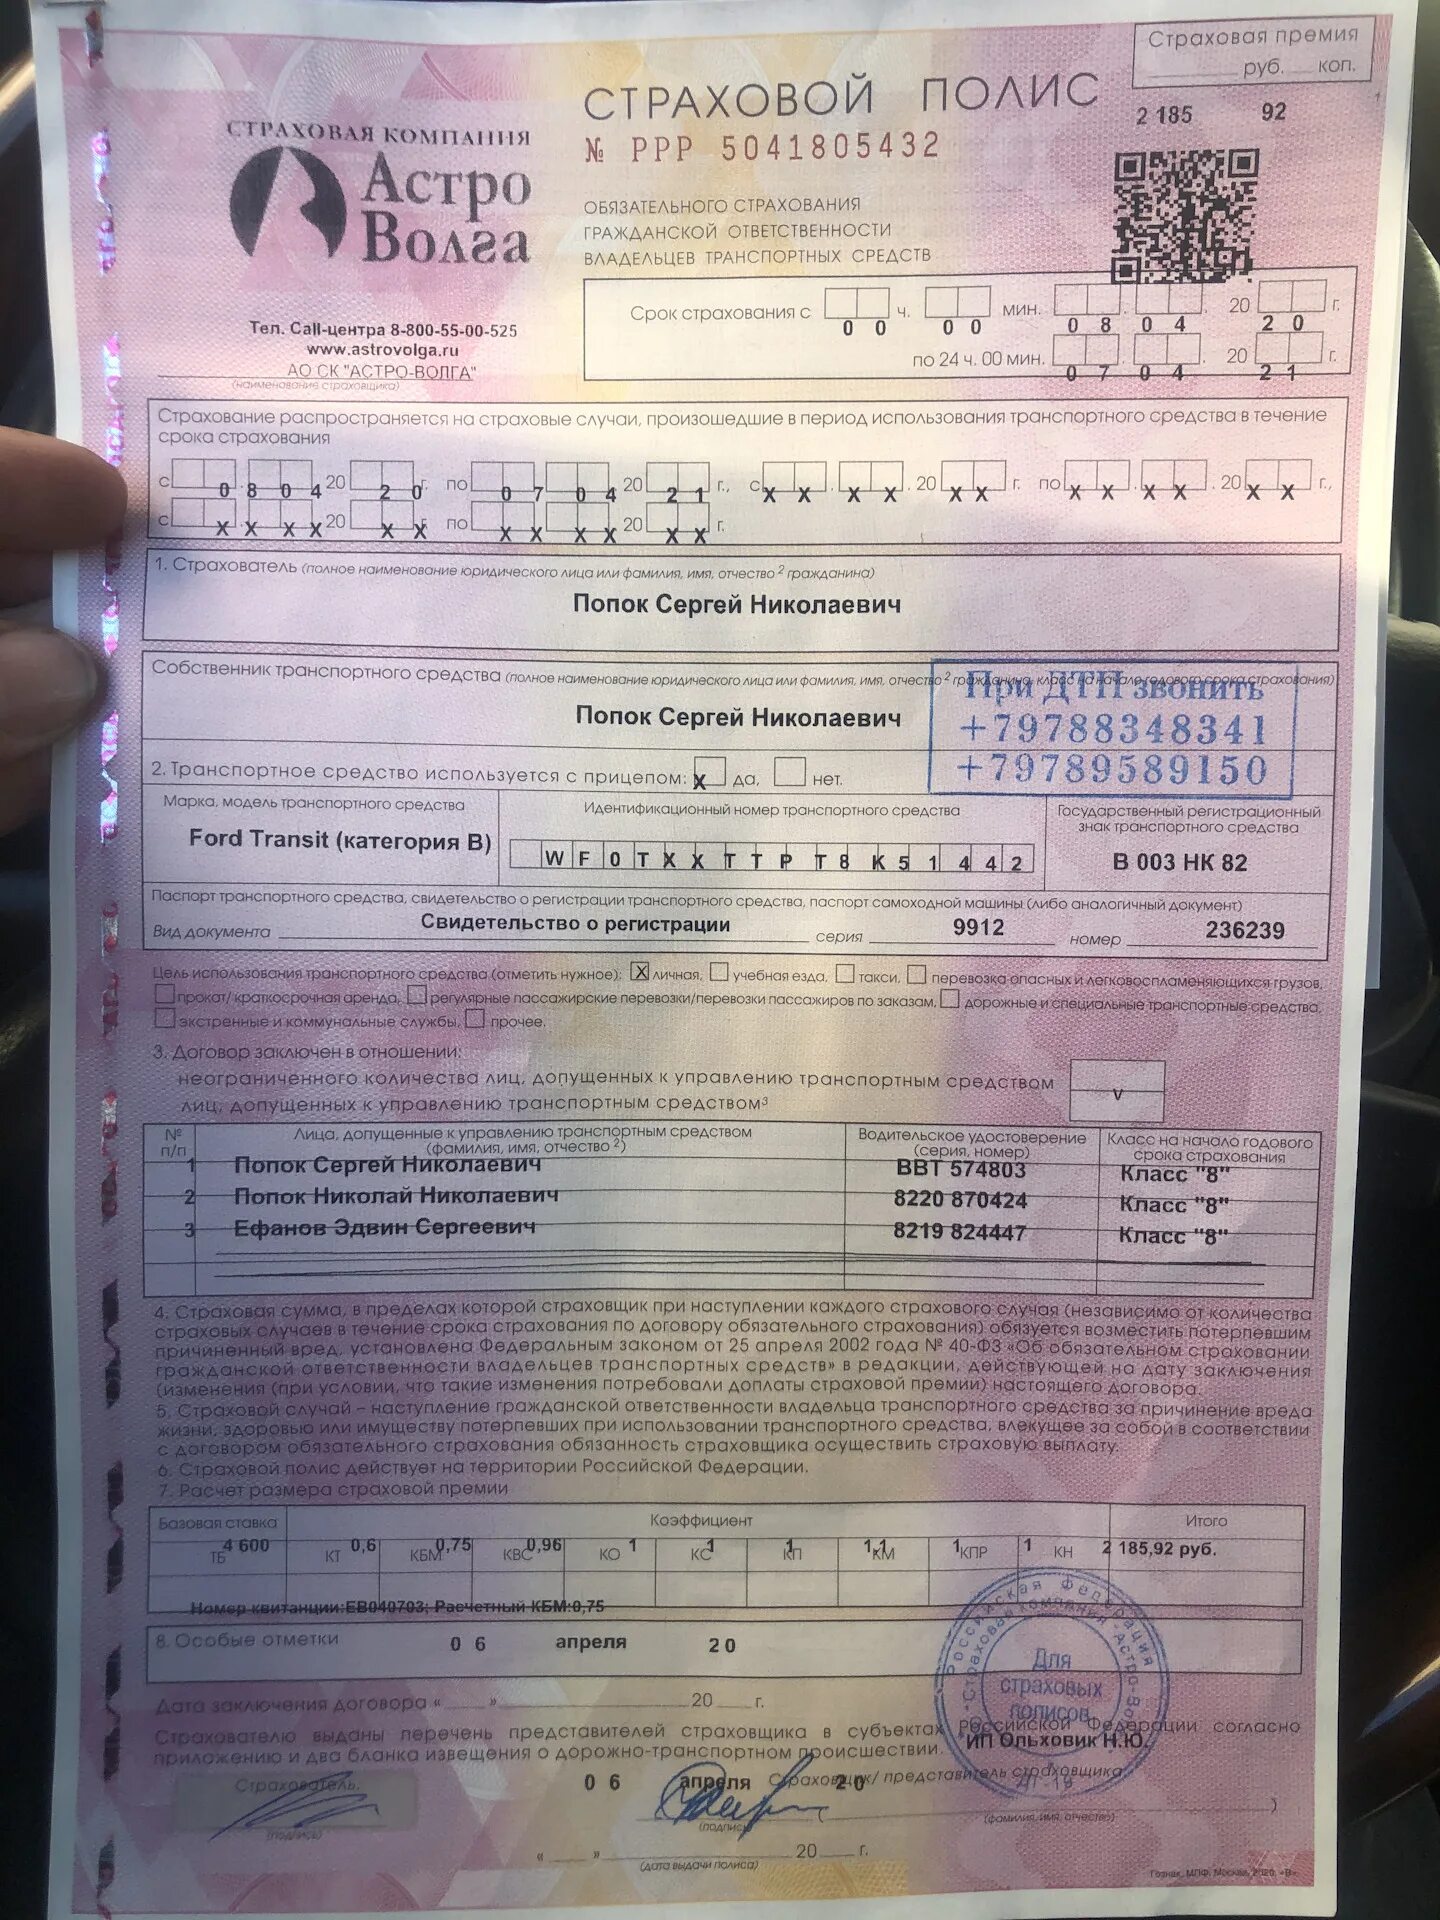 Страховая премия
руб. коп.
2 185 92
СТРАХОВОЙ ПОЛИС
№ РРР 5041805432
СТРАХОВАЯ КОМПАНИЯ
Астро
Волга
ОБЯЗАТЕЛЬНОГО СТРАХОВАНИЯ
ГРАЖДАНСКОЙ ОТВЕТСТВЕННОСТИ
ВЛАДЕЛЬЦЕВ ТРАНСПОРТНЫХ СРЕДСТВ
Тел. Call-центра 8-800-55-00-525
www.astrovolga.ru
АО СК "АСТРО-ВОЛГА"
(наименование страховщика)
Срок страхования с ч. мин. 20 г.
0 0 0 0 0 8 0 4 2 0
по 24 ч. 00 мин. 20 г.
0 7 0 4 2 1
Страхование распространяется на страховые случаи, произошедшие в период использования транспортного средства в течение
срока страхования
с 20 г. по 20 г., с 20 г. по 20 г.,
0 8 0 4 2 0 0 7 0 4 2 1 X X X X X X X X X X X X
с 20 г. по 20 г.
X X X X X X X X X X X X
1. Страхователь (полное наименование юридического лица или фамилия, имя, отчество 2 гражданина)
Попок Сергей Николаевич
Собственник транспортного средства (полное наименование юридического лица или фамилия, имя, отчество 2 гражданина, класс на начало годового срока страхования)
Попок Сергей Николаевич
При ДТП звонить
+79788348341
+79789589150
2. Транспортное средство используется с прицепом: X да, нет.
Марка, модель транспортного средства
Ford Transit (категория B)
Идентификационный номер транспортного средства
W F 0 T X X T T P T 8 K 5 1 4 4 2
Государственный регистрационный
знак транспортного средства
В 003 НК 82
Паспорт транспортного средства, свидетельство о регистрации транспортного средства, паспорт самоходной машины (либо аналогичный документ)
Вид документа Свидетельство о регистрации серия 9912 номер 236239
Цель использования транспортного средства (отметить нужное): X личная, учебная езда, такси, перевозка опасных и легковоспламеняющихся грузов,
прокат/краткосрочная аренда, регулярные пассажирские перевозки/перевозки пассажиров по заказам, дорожные и специальные транспортные средства,
экстренные и коммунальные службы, прочее.
3. Договор заключен в отношении:
неограниченного количества лиц, допущенных к управлению транспортным средством
лиц, допущенных к управлению транспортным средством3 v
№ п/п Лица, допущенные к управлению транспортным средством (фамилия, имя, отчество 2) Водительское удостоверение (серия, номер) Класс на начало годового срока страхования
1 Попок Сергей Николаевич ВВТ 574803 Класс "8"
2 Попок Николай Николаевич 8220 870424 Класс "8"
3 Ефанов Эдвин Сергеевич 8219 824447 Класс "8"
4. Страховая сумма, в пределах которой страховщик при наступлении каждого страхового случая (независимо от количества
страховых случаев в течение срока страхования по договору обязательного страхования) обязуется возместить потерпевшим
причиненный вред, установлена Федеральным законом от 25 апреля 2002 года № 40-ФЗ «Об обязательном страховании
гражданской ответственности владельцев транспортных средств» в редакции, действующей на дату заключения
(изменения (при условии, что такие изменения потребовали доплаты страховой премии) настоящего договора.
5. Страховой случай – наступление гражданской ответственности владельца транспортного средства за причинение вреда
жизни, здоровью или имуществу потерпевших при использовании транспортного средства, влекущее за собой в соответствии
с договором обязательного страхования обязанность страховщика осуществить страховую выплату.
6. Страховой полис действует на территории Российской Федерации.
7. Расчет размера страховой премии
Базовая ставка Коэффициент Итого
4 600 0,6 0,75 0,96 1 1 1 1,1 1 1 2 185,92 руб.
ТБ КТ КБМ КВС КО КС КП КМ КПР КН
Номер квитанции:ЕВ040703; Расчетный КБМ:0,75
8. Особые отметки
0 6 апреля 2 0
Дата заключения договора « » 20 г.
Страхователю выданы перечень представителей страховщика в субъектах Российской Федерации согласно
приложению и два бланка извещения о дорожно-транспортном происшествии.
Российская Федерация
Страховая компания Астро-Волга
Для
страховых
полисов
ИП Ольховик Н.Ю.
Страхователь: 0 6 апреля 2 0 Страховщик/ представитель страховщика:
(подпись) (подпись) (фамилия, имя, отчество) )
« » 20 г.
(дата выдачи полиса)
Гознак, МПФ, Москва, 2020, «В»